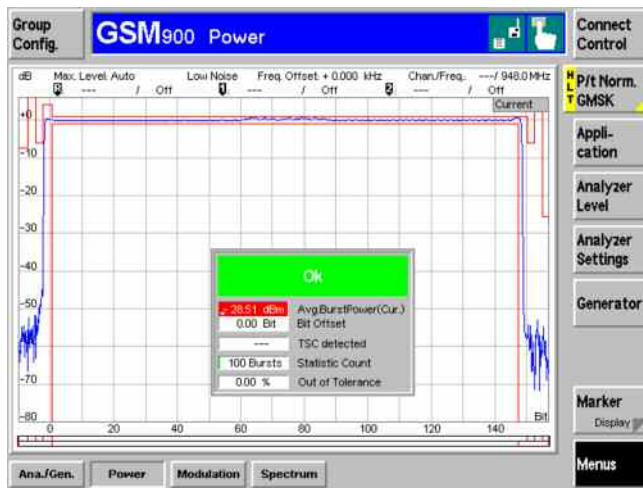 Group Config.
GSM900 Power
Connect Control
dB Max. Level: Auto Low Noise Freq. Offset: + 0.000 kHz Chan./Freq.: ---/ 948.0 MHz
R --- / Off 1 --- / Off 2 --- / Off
Current
H L T
P/t Norm. GMSK
Appli- cation
Analyzer Level
Analyzer Settings
Generator
Marker
Display
Menus
+0
-10
-20
-30
-40
-50
-70
-80
Ok
- 28.51 dBm Avg.BurstPower(Cur.)
0.00 Bit Bit Offset
--- TSC detected
100 Bursts Statistic Count
0.00 % Out of Tolerance
0 20 40 60 80 100 120 140 Bit
Ana./Gen. Power Modulation Spectrum